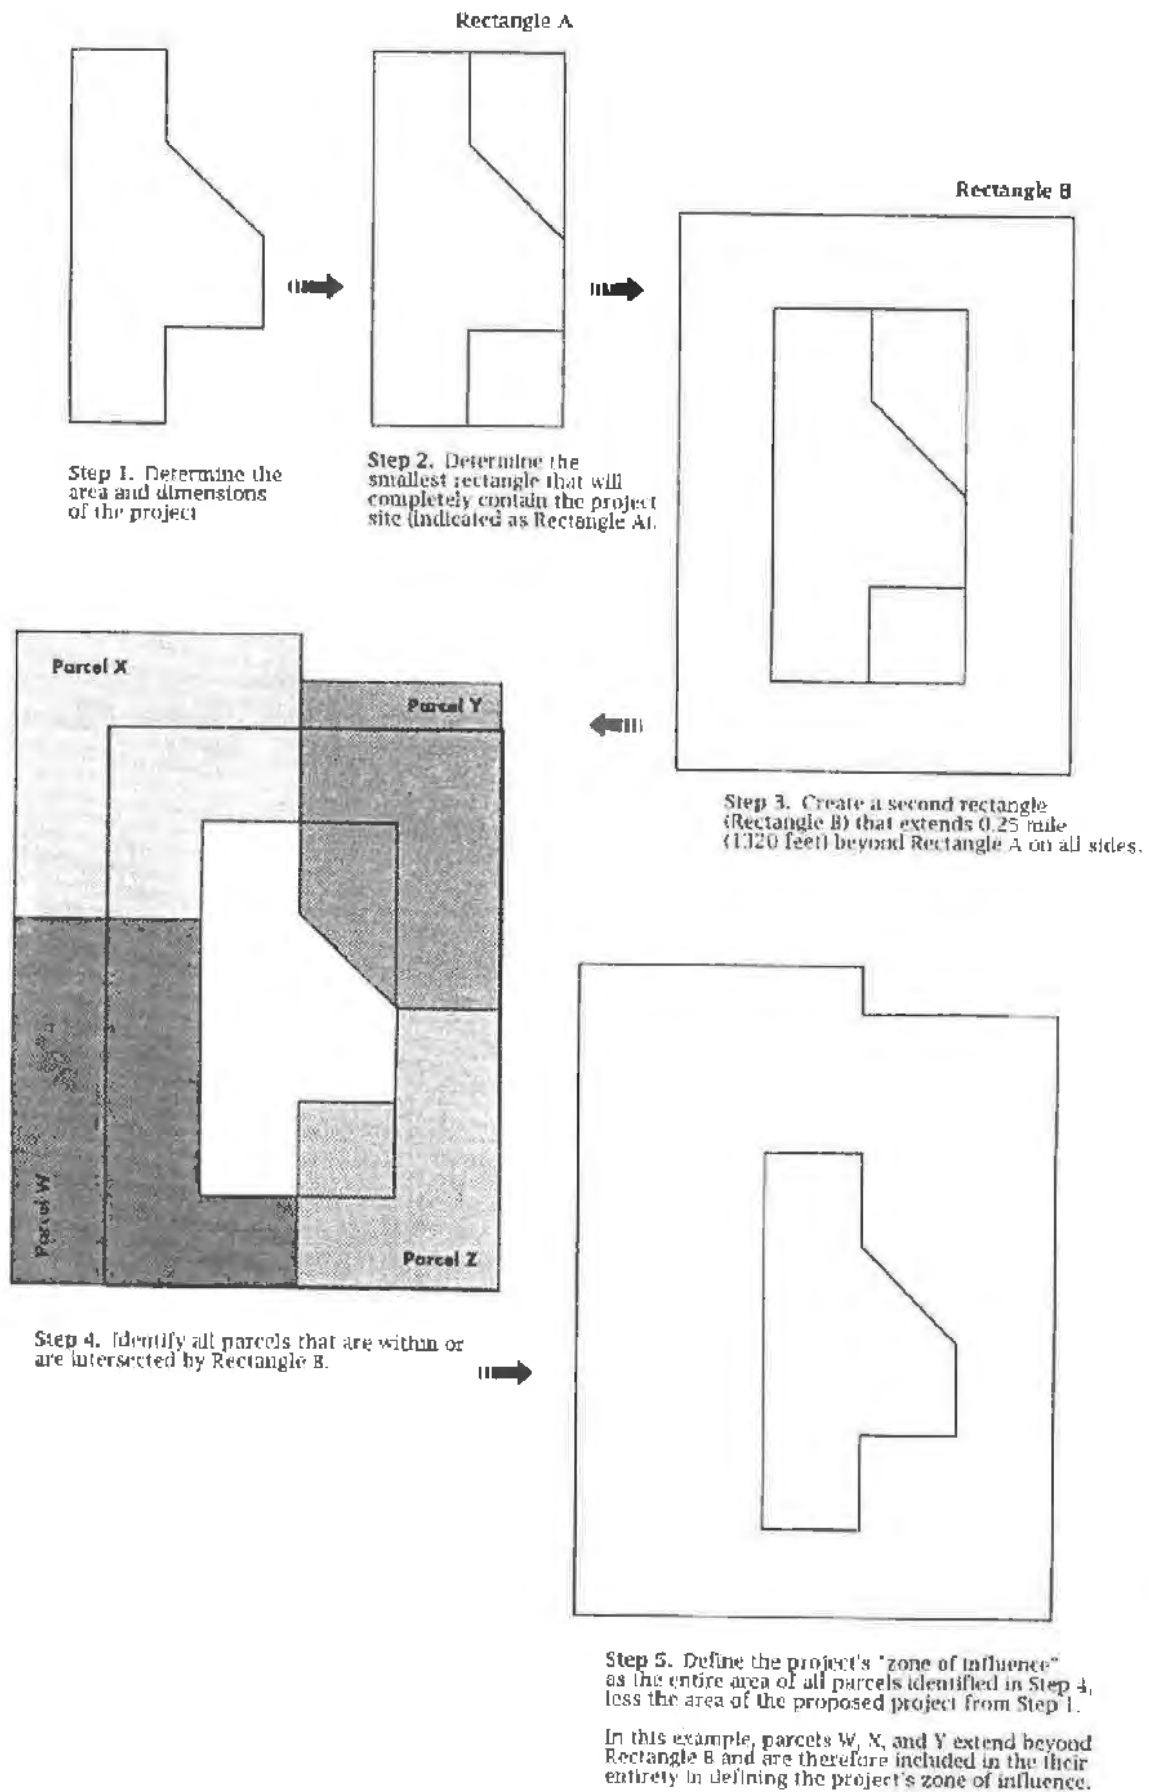 Rectangle A
Rectangle B
Step 1. Determine the
area and dimensions
of the project
Step 2. Determine the
smallest rectangle that will
completely contain the project
site (indicated as Rectangle A).
Step 3. Create a second rectangle
(Rectangle B) that extends 0.25 mile
(1320 feet) beyond Rectangle A on all sides.
Parcel X
Parcel Y
Parcel W
Parcel Z
Step 4. Identify all parcels that are within or
are intersected by Rectangle B.
Step 5. Define the project's "zone of influence"
as the entire area of all parcels identified in Step 4,
less the area of the proposed project from Step 1.
In this example, parcels W, X, and Y extend beyond
Rectangle B and are therefore included in the their
entirety in defining the project's zone of influence.